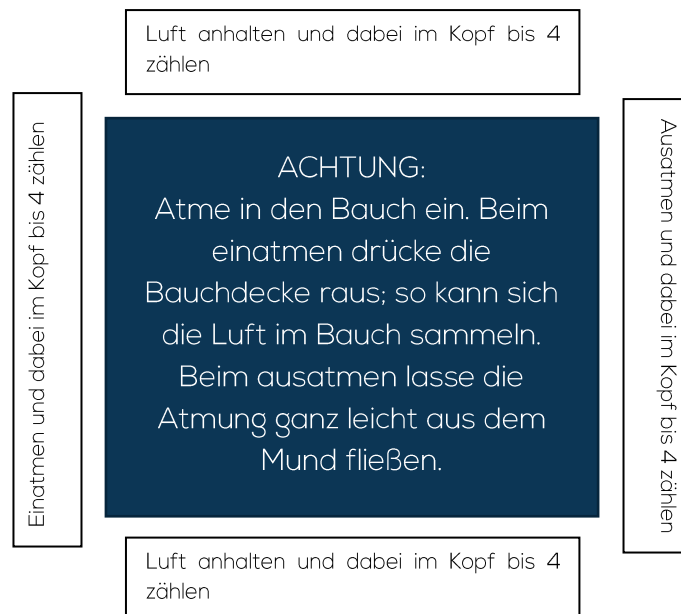 Luft anhalten und dabei im Kopf bis 4
zählen
Einatmen und dabei im Kopf bis 4 zählen
ACHTUNG:
Atme in den Bauch ein. Beim
einatmen drücke die
Bauchdecke raus; so kann sich
die Luft im Bauch sammeln.
Beim ausatmen lasse die
Atmung ganz leicht aus dem
Mund fließen.
Ausatmen und dabei im Kopf bis 4 zählen
Luft anhalten und dabei im Kopf bis 4
zählen